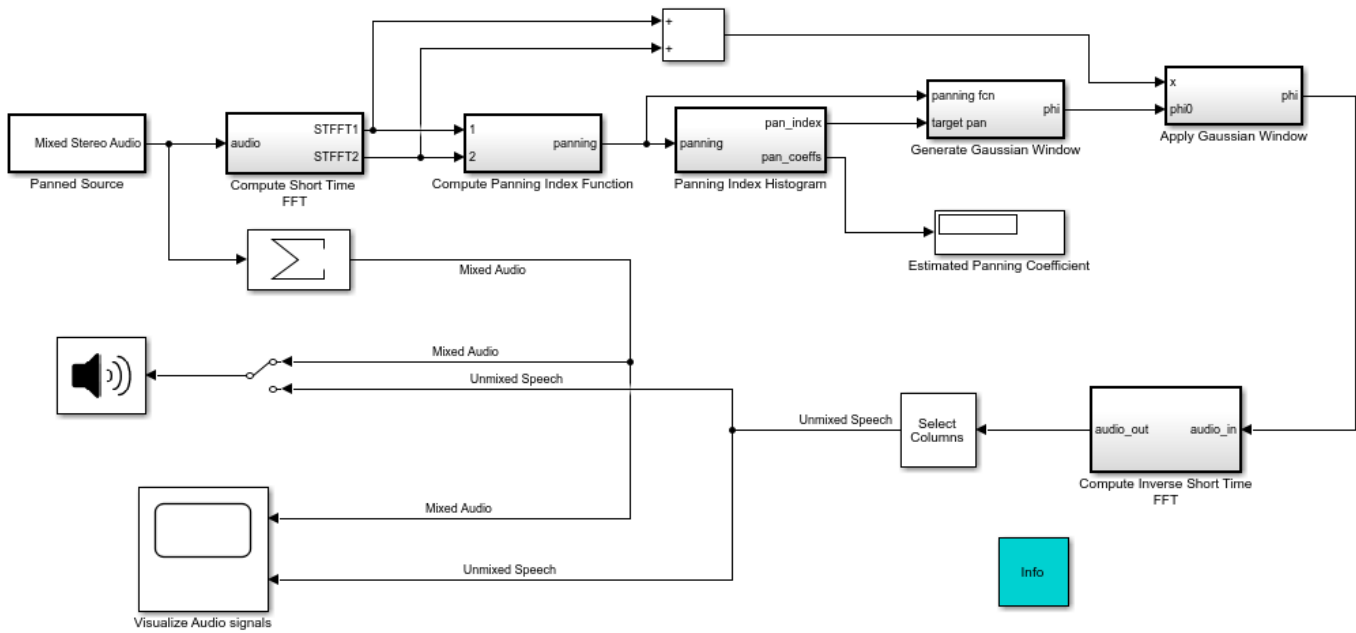 +
+
x
phi
phi0
Apply Gaussian Window
panning fcn
phi
target pan
Generate Gaussian Window
Mixed Stereo Audio
Panned Source
audio
STFFT1
STFFT2
Compute Short Time
FFT
1
2
panning
Compute Panning Index Function
panning
pan_index
pan_coeffs
Panning Index Histogram
Estimated Panning Coefficient
Mixed Audio
Mixed Audio
Unmixed Speech
Unmixed Speech
Select
Columns
audio_out
audio_in
Compute Inverse Short Time
FFT
Mixed Audio
Unmixed Speech
Visualize Audio signals
Info